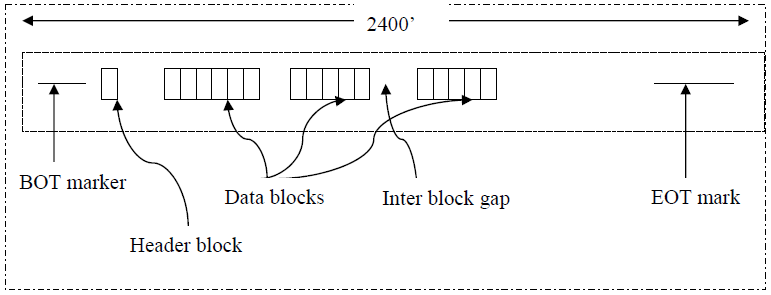 2400’
BOT marker
Data blocks
Inter block gap
EOT mark
Header block